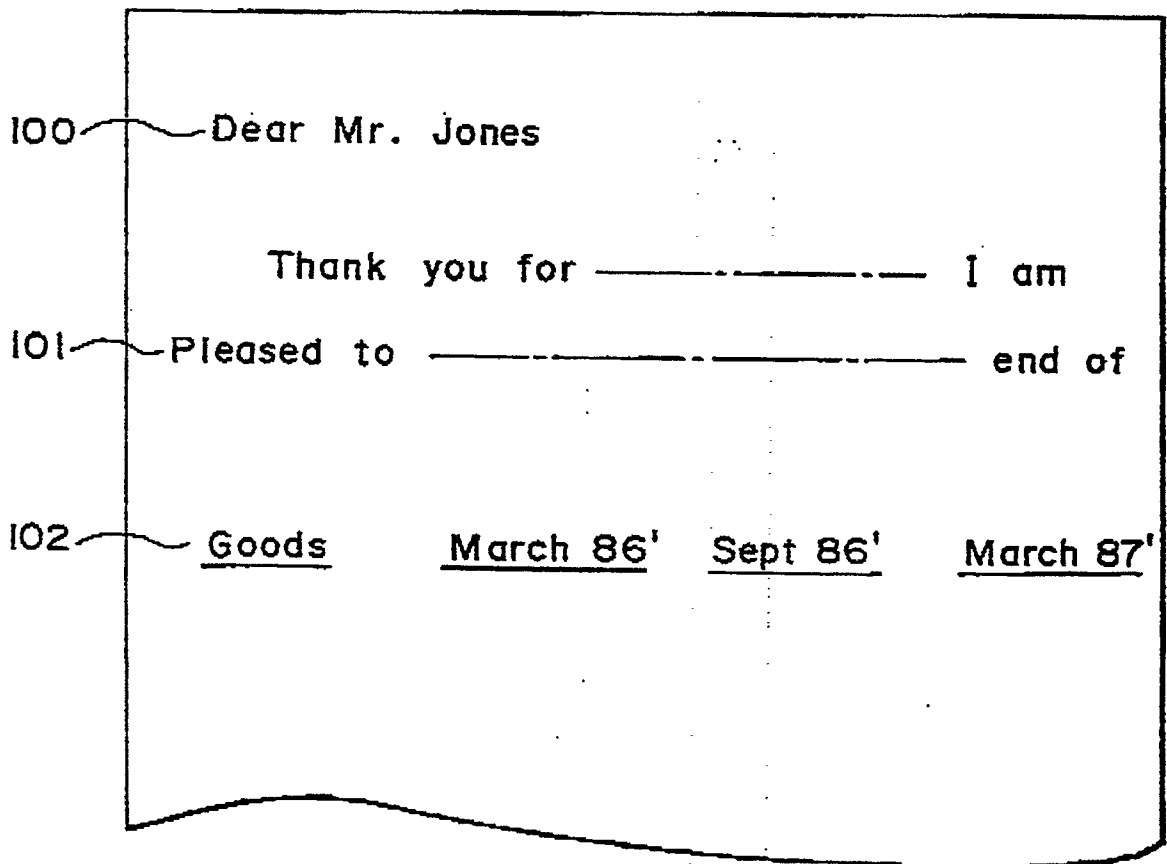 100 Dear Mr. Jones
Thank you for I am
101 Pleased to end of
102 Goods March 86' Sept 86' March 87'